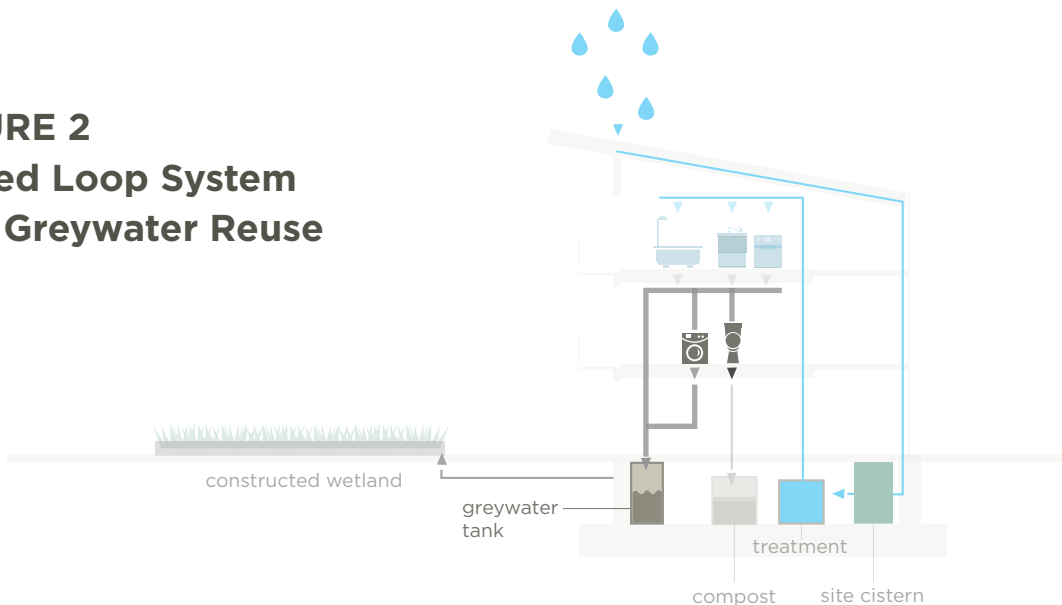 URE 2
ed Loop System
Greywater Reuse
constructed wetland
greywater
tank
treatment
compost
site cistern